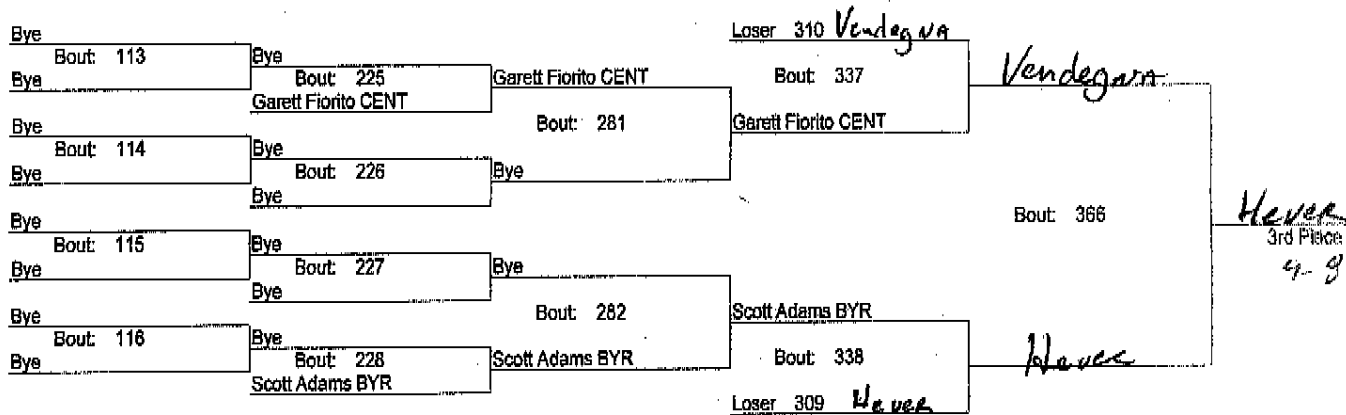 Bye
Bout: 113
Bye
Bye
Bout: 225
Garett Fiorito CENT
Garett Fiorito CENT
Bout: 281
Bye
Bout: 114
Bye
Bye
Bout: 226
Bye
Bye
Loser 310 VendegNA
Bout: 337
Garett Fiorito CENT
VendegNA
Bye
Bout: 115
Bye
Bye
Bout: 227
Bye
Bye
Bout: 282
Scott Adams BYR
Bye
Bout: 116
Bye
Bye
Bout: 228
Scott Adams BYR
Scott Adams BYR
Bout: 338
Loser 309 Hever
Hever
Bout: 366
Hever
3rd Place